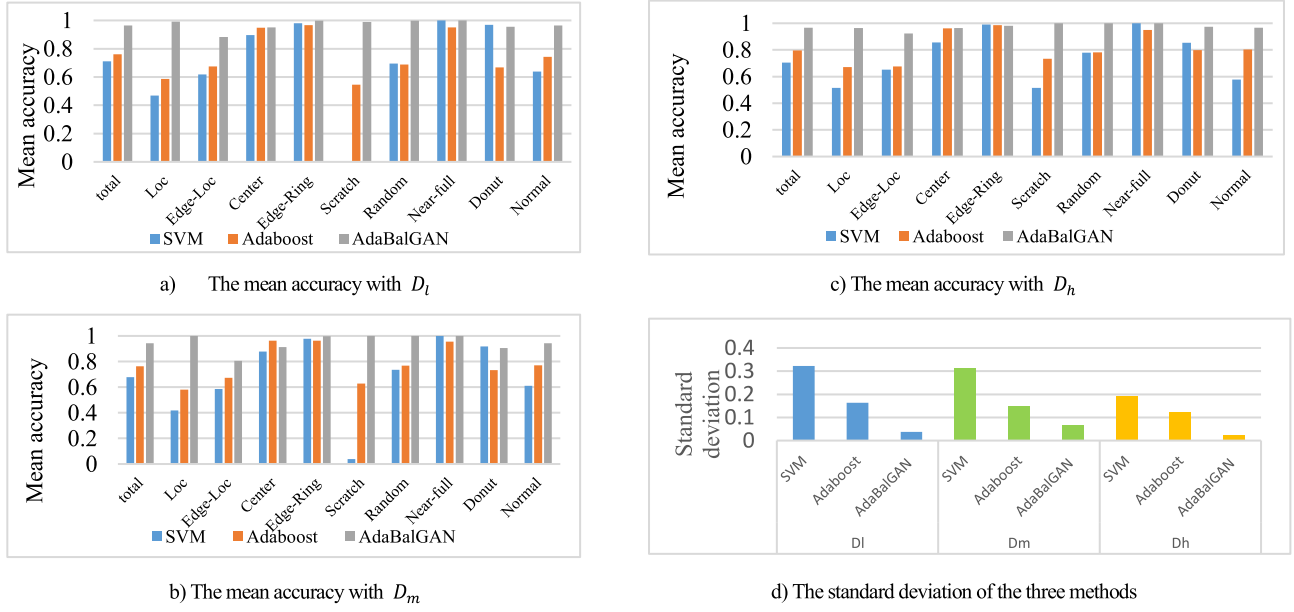 Mean accuracy
1
0.8
0.6
0.4
0.2
0
total Loc Edge-Loc Center Edge-Ring Scratch Random Near-full Donut Normal
SVM Adaboost AdaBalGAN
a) The mean accuracy with D_l
Mean accuracy
1
0.8
0.6
0.4
0.2
0
total Loc Edge-Loc Center Edge-Ring Scratch Random Near-full Donut Normal
SVM Adaboost AdaBalGAN
b) The mean accuracy with D_m
Mean accuracy
1
0.8
0.6
0.4
0.2
0
total Loc Edge-Loc Center Edge-Ring Scratch Random Near-full Donut Normal
SVM Adaboost AdaBalGAN
c) The mean accuracy with D_h
Standard
deviation
0.4
0.3
0.2
0.1
0
SVM Adaboost AdaBalGAN SVM Adaboost AdaBalGAN SVM Adaboost AdaBalGAN
Dl Dm Dh
d) The standard deviation of the three methods